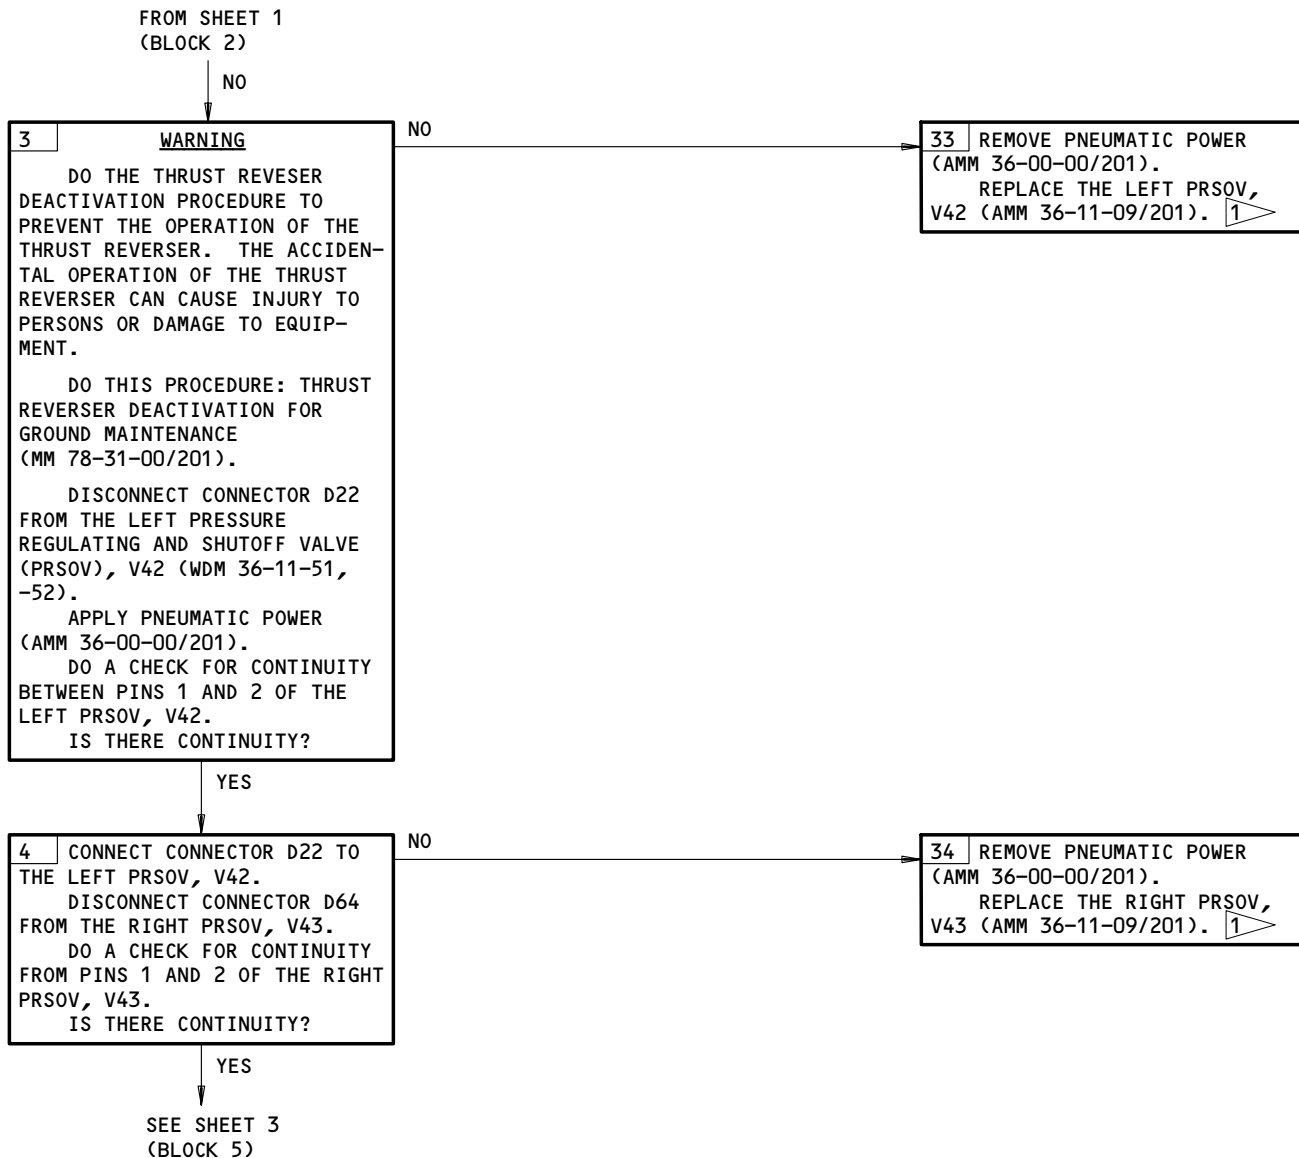 FROM SHEET 1
(BLOCK 2)
NO
3 WARNING
DO THE THRUST REVESER
DEACTIVATION PROCEDURE TO
PREVENT THE OPERATION OF THE
THRUST REVERSER. THE ACCIDEN-
TAL OPERATION OF THE THRUST
REVERSER CAN CAUSE INJURY TO
PERSONS OR DAMAGE TO EQUIP-
MENT.
DO THIS PROCEDURE: THRUST
REVERSER DEACTIVATION FOR
GROUND MAINTENANCE
(MM 78-31-00/201).
DISCONNECT CONNECTOR D22
FROM THE LEFT PRESSURE
REGULATING AND SHUTOFF VALVE
(PRSOV), V42 (WDM 36-11-51,
-52).
APPLY PNEUMATIC POWER
(AMM 36-00-00/201).
DO A CHECK FOR CONTINUITY
BETWEEN PINS 1 AND 2 OF THE
LEFT PRSOV, V42.
IS THERE CONTINUITY?
NO
33 REMOVE PNEUMATIC POWER
(AMM 36-00-00/201).
REPLACE THE LEFT PRSOV,
V42 (AMM 36-11-09/201). 1
YES
4 CONNECT CONNECTOR D22 TO
THE LEFT PRSOV, V42.
DISCONNECT CONNECTOR D64
FROM THE RIGHT PRSOV, V43.
DO A CHECK FOR CONTINUITY
FROM PINS 1 AND 2 OF THE RIGHT
PRSOV, V43.
IS THERE CONTINUITY?
NO
34 REMOVE PNEUMATIC POWER
(AMM 36-00-00/201).
REPLACE THE RIGHT PRSOV,
V43 (AMM 36-11-09/201). 1
YES
SEE SHEET 3
(BLOCK 5)